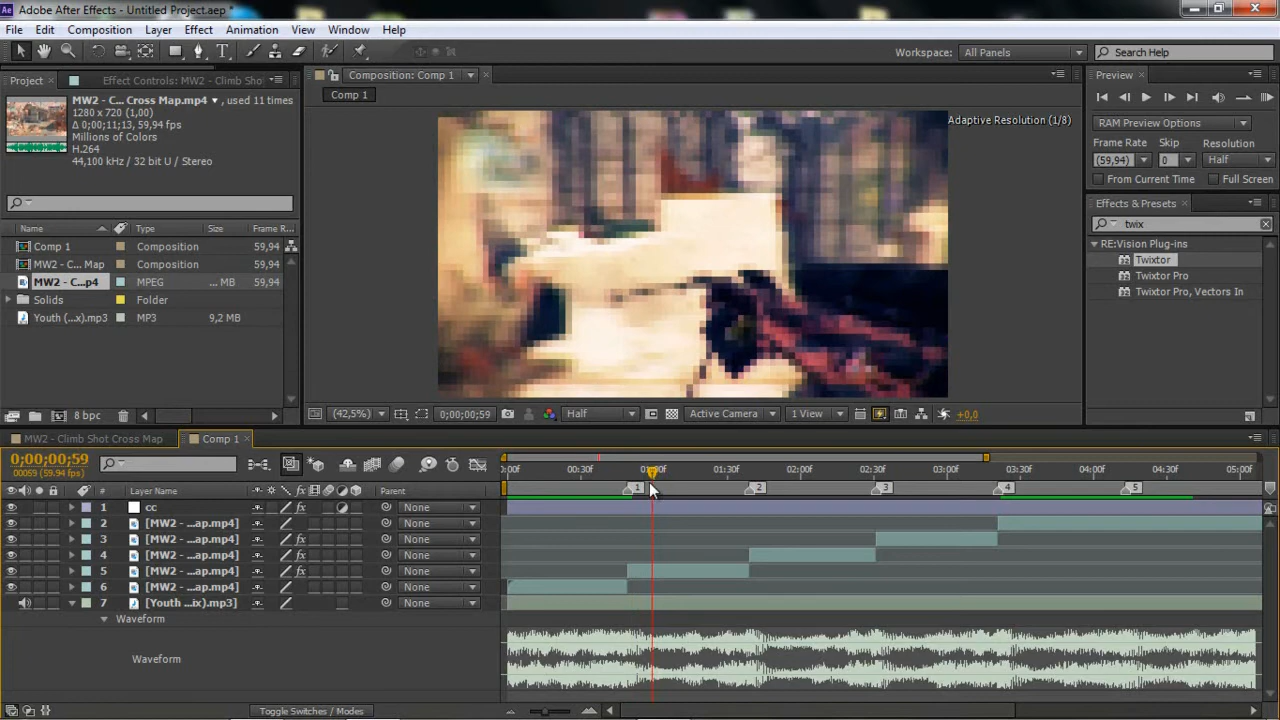 Adobe After Effects - Untitled Project.aep *
File Edit Composition Layer Effect Animation View Window Help
Workspace: All Panels Search Help
Project Effect Controls: MW2 - Climb Sho
MW2 - C... Cross Map.mp4 , used 11 times
1280 x 720 (1,00)
Δ 0;00;11;13, 59,94 fps
Millions of Colors
H.264
44,100 kHz / 32 bit U / Stereo
Name Type Size Frame R
Comp 1 Composition 59,94
MW2 - C... Map Composition 59,94
MW2 - C...p4 MPEG ... MB 59,94
Solids Folder
Youth (...x).mp3 MP3 9,2 MB
8 bpc
Composition: Comp 1
Comp 1
Adaptive Resolution (1/8)
(42,5%) 0;00;00;59 Half Active Camera 1 View +0,0
Preview
RAM Preview Options
Frame Rate Skip Resolution
(59,94) 0 Half
From Current Time Full Screen
Effects & Presets
twix
RE:Vision Plug-ins
Twixtor
Twixtor Pro
Twixtor Pro, Vectors In
MW2 - Climb Shot Cross Map Comp 1
0;00;00;59
00059 (59.94 fps)
0:00f 00:30f 01:00f 01:30f 02:00f 02:30f 03:00f 03:30f 04:00f 04:30f 05:00f
# Layer Name Parent
1 2 3 4 5
1 cc None
2 [MW2 - ...ap.mp4] None
3 [MW2 - ...ap.mp4] None
4 [MW2 - ...ap.mp4] None
5 [MW2 - ...ap.mp4] None
6 [MW2 - ...ap.mp4] None
7 [Youth ...ix).mp3] None
Waveform
Waveform
Toggle Switches / Modes